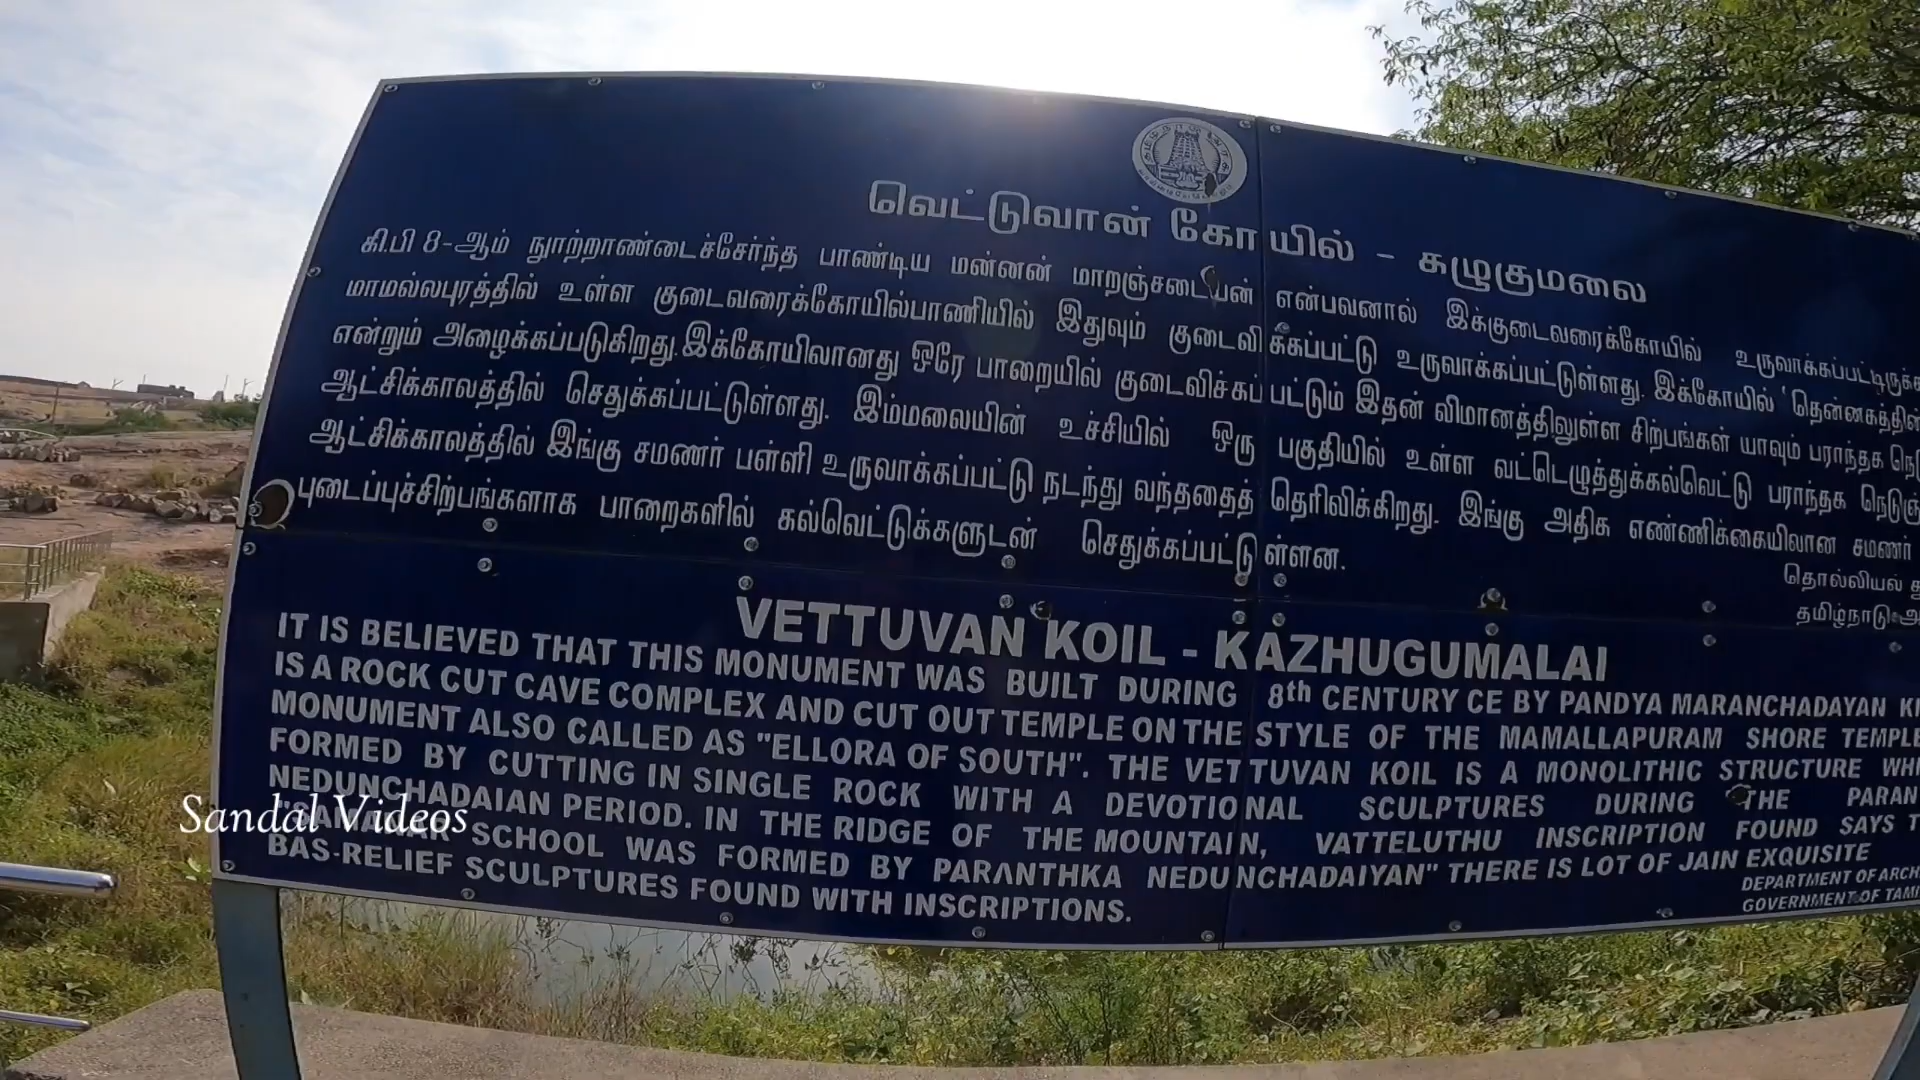 வெட்டுவான் கோயில் - கழுகுமலை
கி.பி 8-ஆம் நூற்றாண்டைச்சேர்ந்த பாண்டிய மன்னன் மாறஞ்சடையன் என்பவனால் இக்குடைவரைக்கோயில்
மாமல்லபுரத்தில் உள்ள குடைவரைக்கோயில்பாணியில் இதுவும் குடைவிக்கப்பட்டு உருவாக்கப்பட்டுள்ளது. இக்கோயில் 'தென்னகத்தின்
என்றும் அழைக்கப்படுகிறது.இக்கோயிலானது ஒரே பாறையில் குடைவிச்கப்பட்டும் இதன் விமானத்திலுள்ள சிற்பங்கள் யாவும் பராந்தக
ஆட்சிக்காலத்தில் செதுக்கப்பட்டுள்ளது. இம்மலையின் உச்சியில் ஒரு பகுதியில் உள்ள வட்டெழுத்துக்கல்வெட்டு பராந்தக
ஆட்சிக்காலத்தில் இங்கு சமணர் பள்ளி உருவாக்கப்பட்டு நடந்து வந்ததைத் தெரிவிக்கிறது. இங்கு அதிக எண்ணிக்கையிலான சமணர்
புடைப்புச்சிற்பங்களாக பாறைகளில் கல்வெட்டுக்களுடன் செதுக்கப்பட்டுள்ளன.
தொல்லியல்
தமிழ்நாடு
VETTUVAN KOIL - KAZHUGUMALAI
IT IS BELIEVED THAT THIS MONUMENT WAS BUILT DURING 8th CENTURY CE BY PANDYA MARANCHADAYAN
IS A ROCK CUT CAVE COMPLEX AND CUT OUT TEMPLE ON THE STYLE OF THE MAMALLAPURAM SHORE TEMPLE
MONUMENT ALSO CALLED AS "ELLORA OF SOUTH". THE VETTUVAN KOIL IS A MONOLITHIC STRUCTURE
FORMED BY CUTTING IN SINGLE ROCK WITH A DEVOTIONAL SCULPTURES DURING THE
NEDUNCHADAIAN PERIOD. IN THE RIDGE OF THE MOUNTAIN, VATTELUTHU INSCRIPTION FOUND SAYS
SCHOOL WAS FORMED BY PARANTHKA NEDUNCHADAIYAN" THERE IS LOT OF JAIN EXQUISITE
BAS-RELIEF SCULPTURES FOUND WITH INSCRIPTIONS.
DEPARTMENT OF
GOVERNMENT OF
Sandal Videos